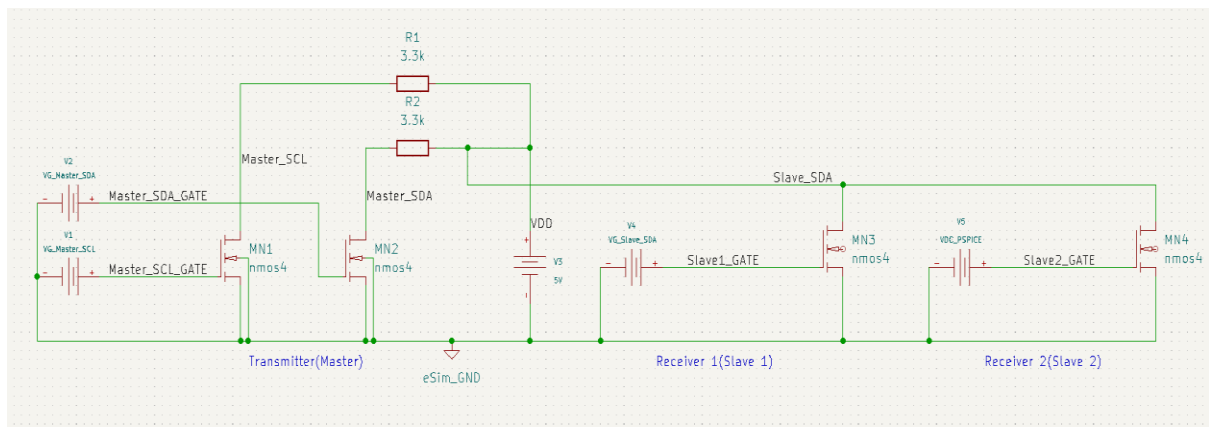 R1
3.3k
R2
3.3k
Master_SCL
V2
VG_Master_SDA
Master_SDA_GATE
Master_SDA
Slave_SDA
V1
VG_Master_SCL
Master_SCL_GATE
MN1
nmos4
MN2
nmos4
VDD
V3
5V
V4
VG_Slave_SDA
Slave1_GATE
MN3
nmos4
V5
VDC_PSPICE
Slave2_GATE
MN4
nmos4
Transmitter(Master)
eSim_GND
Receiver 1(Slave 1)
Receiver 2(Slave 2)